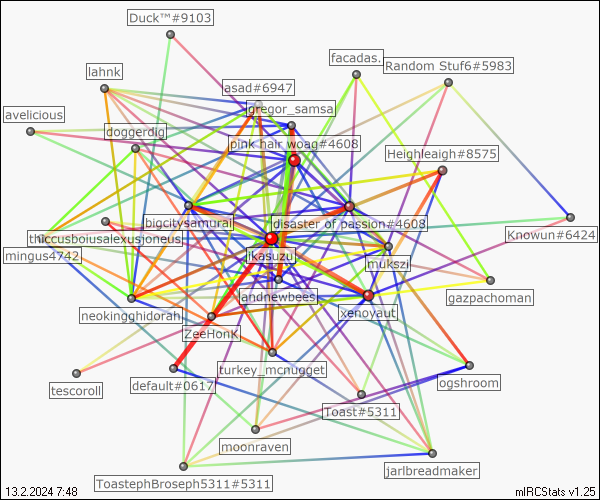 Duck™#9103
facadas.
Random Stuf6#5983
lahnk
asad#6947
gregor_samsa
avelicious
doggerdig
pink hair woag#4608
Heighleaigh#8575
bigcitysamurai
disaster of passion#4608
Knowun#6424
thiccusboiusalexusjoneus
mingus4742
ikasuzu
mukszi
landnewbees
gazpachoman
neokingghidorah
xenoyaut
ZeeHonK
turkey_mcnugget
tescoroll
default#0617
ogshroom
Toast#5311
moonraven
jarlbreadmaker
ToastephBroseph5311#5311
13.2.2024 7:48
mIRCStats v1.25